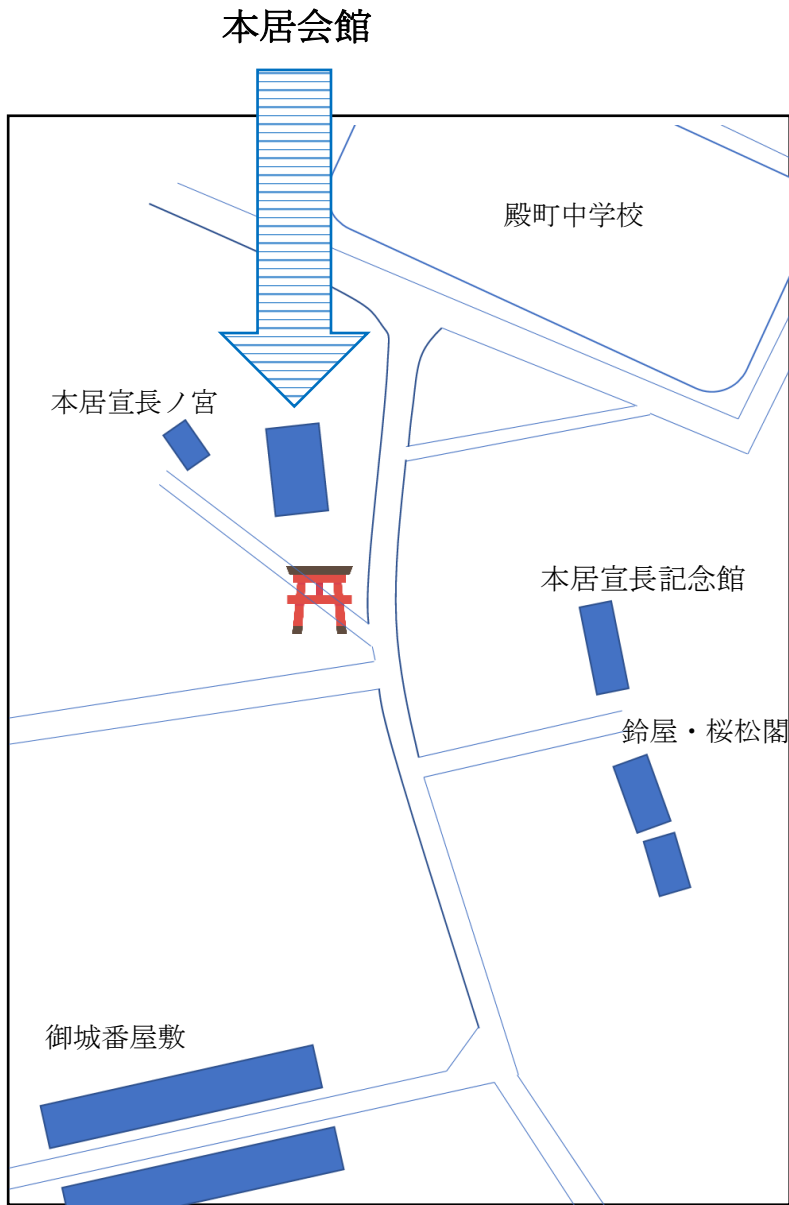 本居会館
殿町中学校
本居宣長ノ宮
本居宣長記念館
鈴屋・桜松閣
御城番屋敷